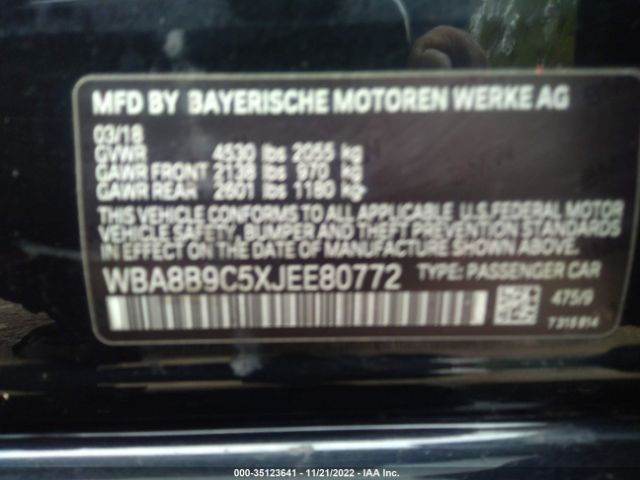 MFD BY BAYERISCHE MOTOREN WERKE AG
03/18
GVWR 4530 lbs 2055 kg
GAWR FRONT 2138 lbs 970 kg
GAWR REAR 2601 lbs 1180 kg
THIS VEHICLE CONFORMS TO ALL APPLICABLE U.S. FEDERAL MOTOR
VEHICLE SAFETY, BUMPER AND THEFT PREVENTION STANDARDS
IN EFFECT ON THE DATE OF MANUFACTURE SHOWN ABOVE.
WBA8B9C5XJEE80772 TYPE: PASSENGER CAR
475/9
7319814
000-35123641 - 11/21/2022 - IAA Inc.